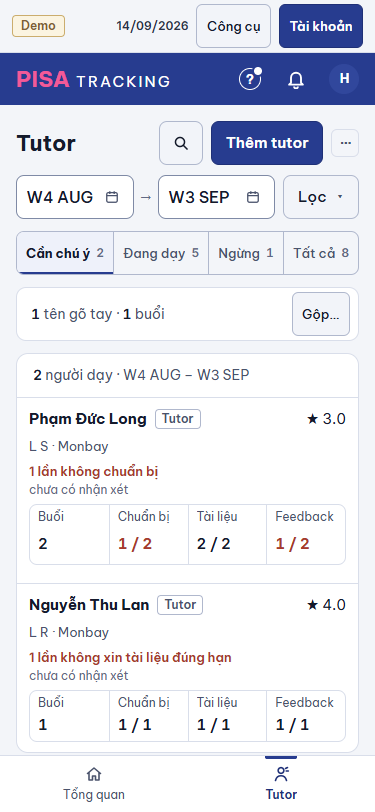 Demo 14/09/2026 Công cụ Tài khoản
PISA TRACKING ? H
Tutor Thêm tutor ...
W4 AUG → W3 SEP Lọc
Cần chú ý 2 Đang dạy 5 Ngừng 1 Tất cả 8
1 tên gõ tay · 1 buổi Gộp...
2 người dạy · W4 AUG – W3 SEP
Phạm Đức Long Tutor ★ 3.0
L S · Monbay
1 lần không chuẩn bị
chưa có nhận xét
Buổi Chuẩn bị Tài liệu Feedback
2 1 / 2 2 / 2 1 / 2
Nguyễn Thu Lan Tutor ★ 4.0
L R · Monbay
1 lần không xin tài liệu đúng hạn
chưa có nhận xét
Buổi Chuẩn bị Tài liệu Feedback
1 1 / 1 1 / 1 1 / 1
Tổng quan Tutor